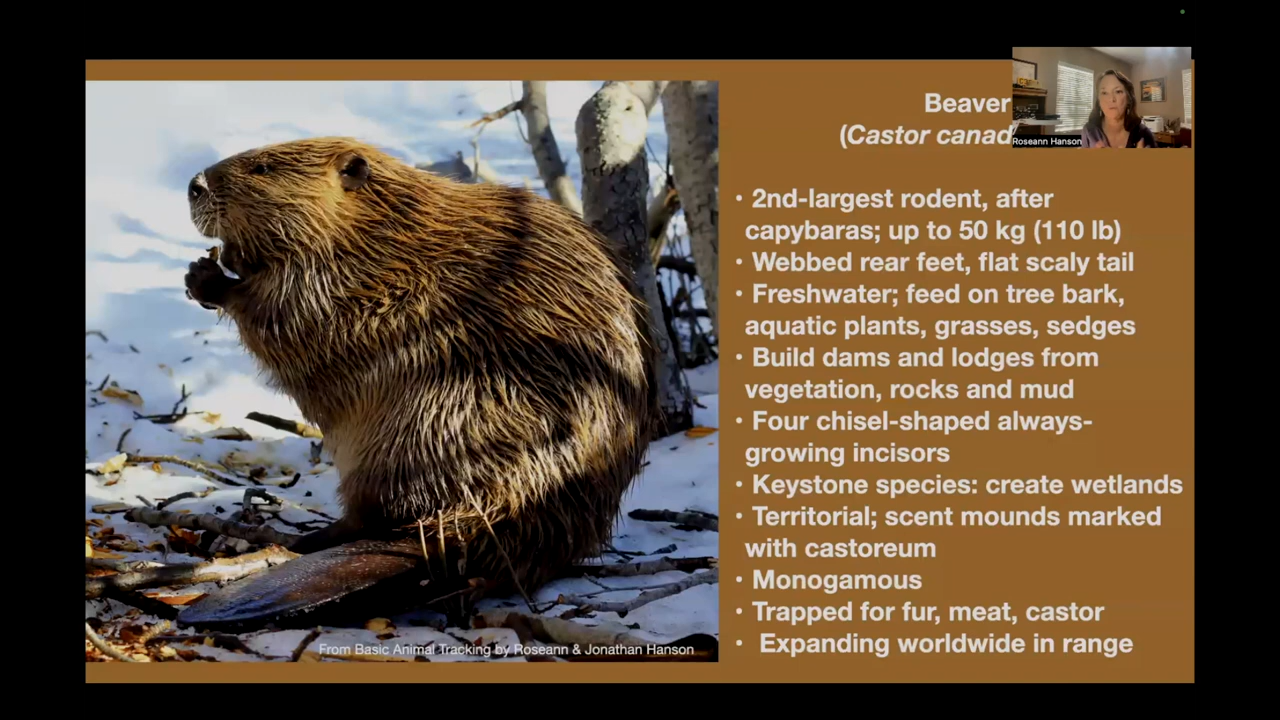 Beaver
(Castor canad
Roseann Hanson
• 2nd-largest rodent, after
capybaras; up to 50 kg (110 lb)
• Webbed rear feet, flat scaly tail
• Freshwater; feed on tree bark,
aquatic plants, grasses, sedges
• Build dams and lodges from
vegetation, rocks and mud
• Four chisel-shaped always-
growing incisors
• Keystone species: create wetlands
• Territorial; scent mounds marked
with castoreum
• Monogamous
• Trapped for fur, meat, castor
• Expanding worldwide in range
From Basic Animal Tracking by Roseann & Jonathan Hanson